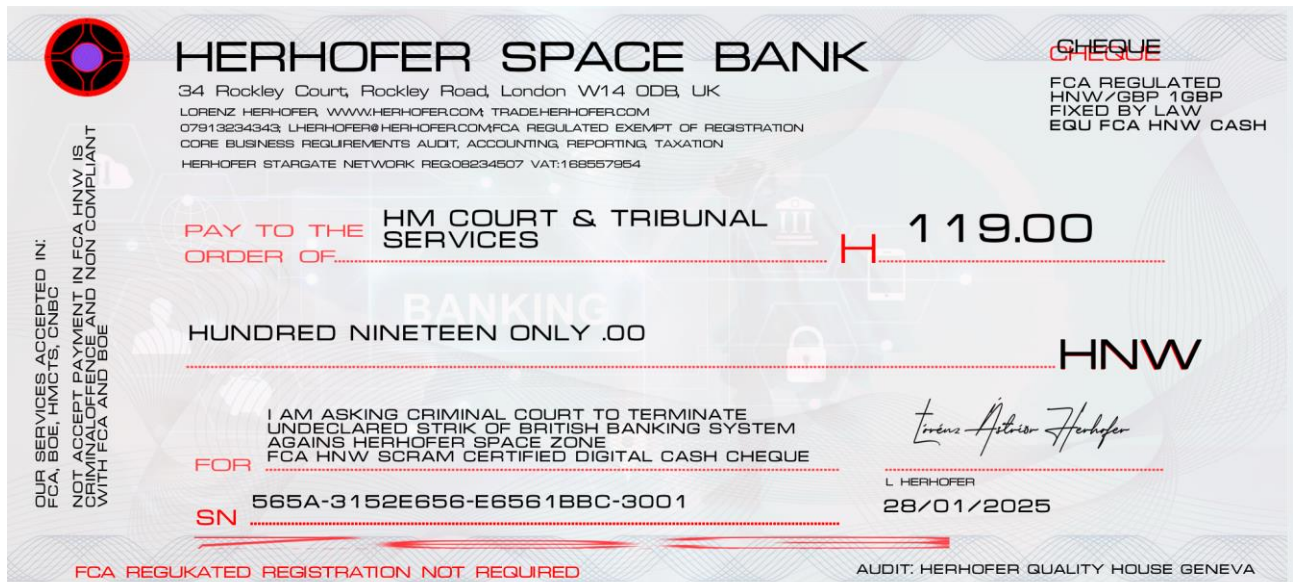 HERHOFER SPACE BANK
34 Rockley Court, Rockley Road, London W14 0DB, UK
LORENZ HERHOFER, WWW.HERHOFER.COM; TRADE.HERHOFER.COM
07913234343; LHERHOFER@HERHOFER.COM;FCA REGULATED EXEMPT OF REGISTRATION
CORE BUSINESS REQUIREMENTS AUDIT, ACCOUNTING, REPORTING, TAXATION
HERHOFER STARGATE NETWORK REG:08234507 VAT:168557954
CHEQUE
CHEQUE
FCA REGULATED
HNW/GBP 1GBP
FIXED BY LAW
EQU FCA HNW CASH
OUR SERVICES ACCEPTED IN:
FCA, BOE, HMCTS, CNBC
NOT ACCEPT PAYMENT IN FCA HNW IS
CRIMINALOFFENCE AND NON COMPLIANT
WITH FCA AND BOE
PAY TO THE
ORDER OF
HM COURT & TRIBUNAL
SERVICES
H 119.00
BANKING
HUNDRED NINETEEN ONLY .00
HNW
FOR
I AM ASKING CRIMINAL COURT TO TERMINATE
UNDECLARED STRIK OF BRITISH BANKING SYSTEM
AGAINS HERHOFER SPACE ZONE
FCA HNW SCRAM CERTIFIED DIGITAL CASH CHEQUE
Lorenz Astrior Herhofer
L HERHOFER
28/01/2025
SN 565A-3152E656-E6561BBC-3001
FCA REGUKATED REGISTRATION NOT REQUIRED
AUDIT: HERHOFER QUALITY HOUSE GENEVA